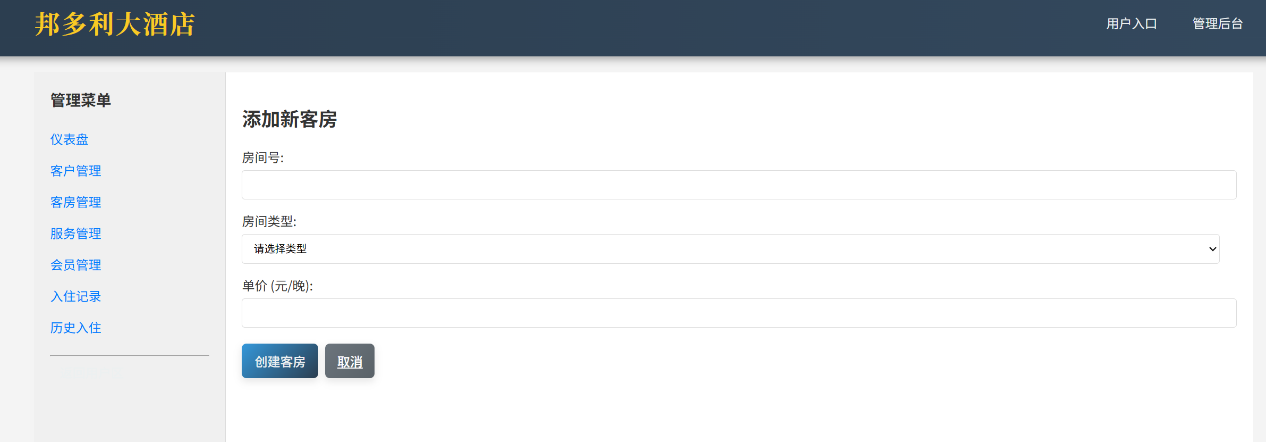 邦多利大酒店
用户入口
管理后台
管理菜单
仪表盘
客户管理
客房管理
服务管理
会员管理
入住记录
历史入住
添加新客房
房间号:
房间类型:
请选择类型
单价 (元/晚):
创建客房
取消